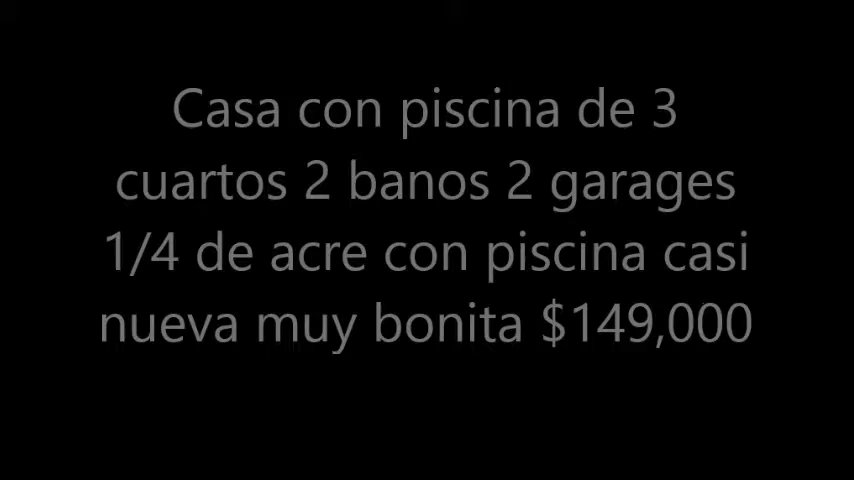 Casa con piscina de 3
cuartos 2 banos 2 garages
1/4 de acre con piscina casi
nueva muy bonita $149,000